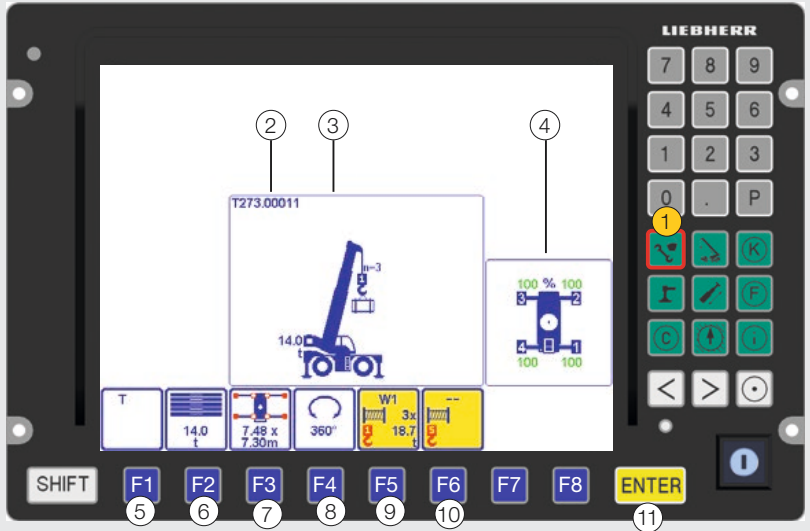 LIEBHERR
7 8 9
4 5 6
1 2 3
0 . P
1
K
F
C i
< >
2 3 4
T273.00011
n=3
1
14.0
t
100 % 100
3 2
4 1
100 100
T
14.0
t
7.48 x
7.30m
360°
W1
3x
1 18.7
t
--
S
SHIFT F1 F2 F3 F4 F5 F6 F7 F8 ENTER
5 6 7 8 9 10 11